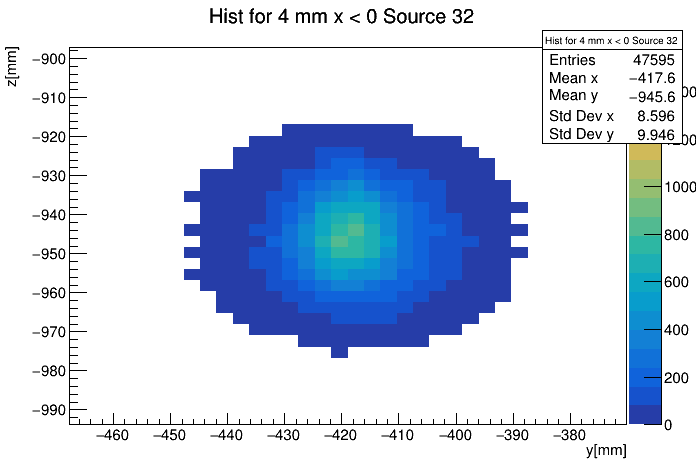 Hist for 4 mm x < 0 Source 32
Hist for 4 mm x < 0 Source 32
Entries 47595
Mean x −417.6
Mean y −945.6
Std Dev x 8.596
Std Dev y 9.946
z[mm]
−900
−910
−920
−930
−940
−950
−960
−970
−980
−990
−460 −450 −440 −430 −420 −410 −400 −390 −380
y[mm]
1000
800
600
400
200
0